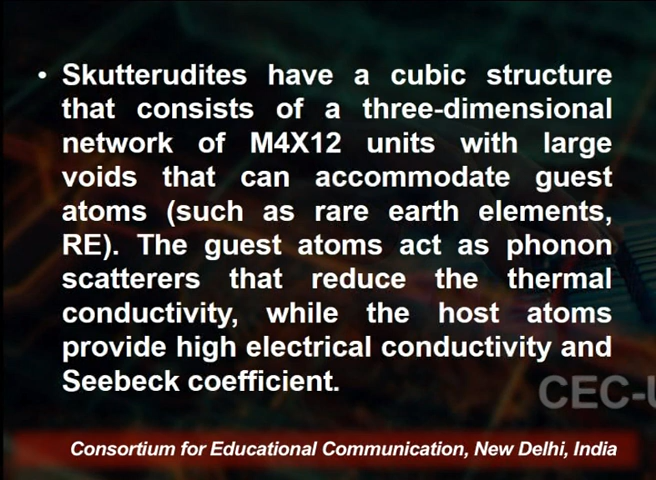 • Skutterudites have a cubic structure
that consists of a three-dimensional
network of M4X12 units with large
voids that can accommodate guest
atoms (such as rare earth elements,
RE). The guest atoms act as phonon
scatterers that reduce the thermal
conductivity, while the host atoms
provide high electrical conductivity and
Seebeck coefficient.
CEC-U
Consortium for Educational Communication, New Delhi, India